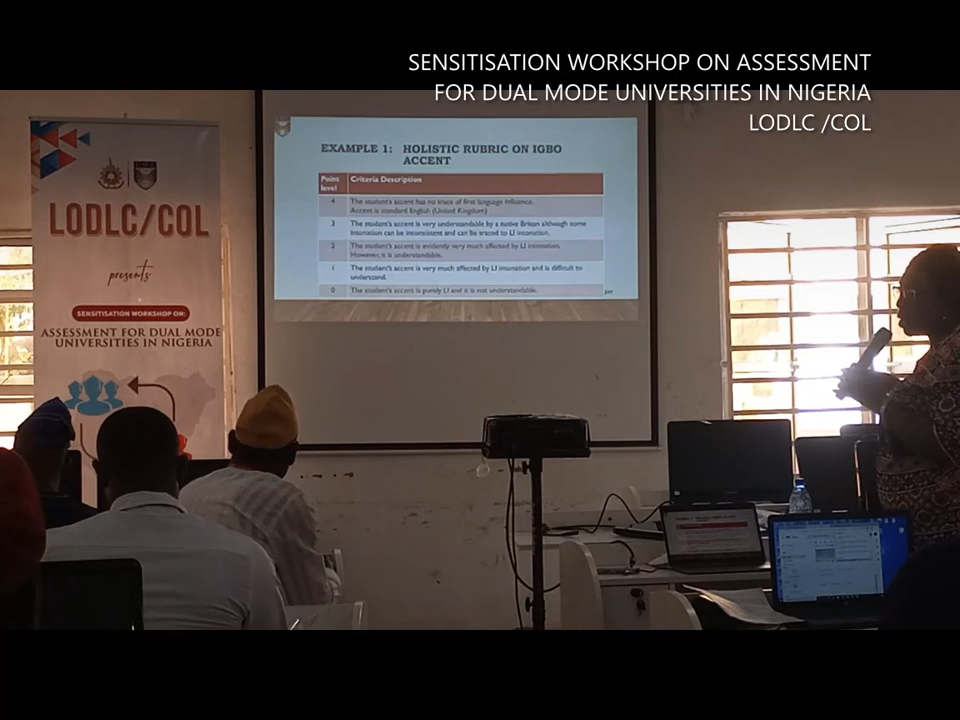 SENSITISATION WORKSHOP ON ASSESSMENT
FOR DUAL MODE UNIVERSITIES IN NIGERIA
LODLC /COL
LODLC/COL
presents
SENSITISATION WORKSHOP ON:
ASSESSMENT FOR DUAL MODE
UNIVERSITIES IN NIGERIA
EXAMPLE 1: HOLISTIC RUBRIC ON IGBO
ACCENT
Point
level
Criteria Description
4 The student's accent has no trace of first language influence.
Accent is standard English (United Kingdom)
3 The student's accent is very understandable by a native Briton although some
intonation can be inconsistent and can be traced to L1 intonation.
2 The student's accent is evidently very much affected by L1 intonation.
However, it is understandable.
1 The student's accent is very much affected by L1 intonation and is difficult to
understand.
0 The student's accent is purely L1 and it is not understandable.